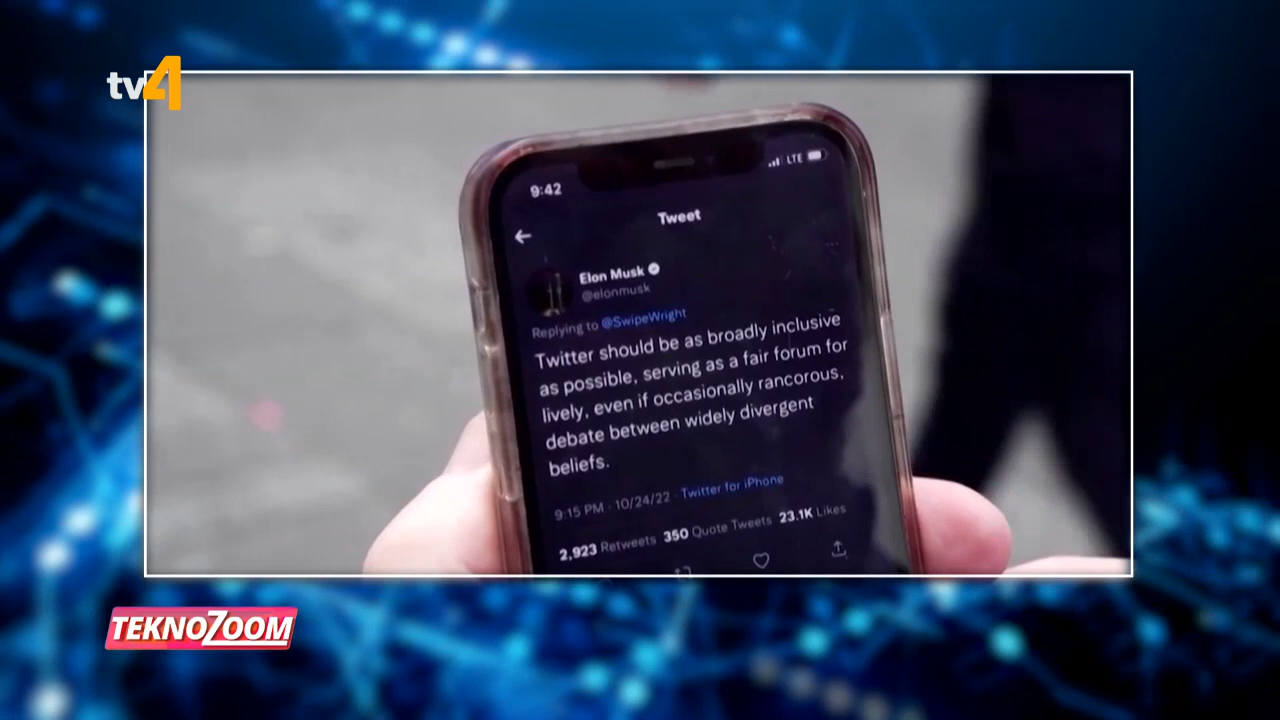 tv4
9:42
LTE
Tweet
Elon Musk
@elonmusk
Replying to @SwipeWright
Twitter should be as broadly inclusive
as possible, serving as a fair forum for
lively, even if occasionally rancorous,
debate between widely divergent
beliefs.
9:15 PM · 10/24/22 · Twitter for iPhone
2,923 Retweets 350 Quote Tweets 23.1K Likes
TEKNOZOOM